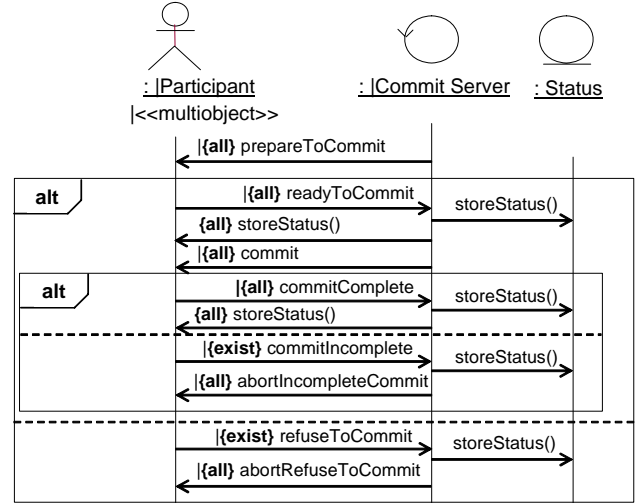 : |Participant
|<<multiobject>>
: |Commit Server
: Status
|{all} prepareToCommit
alt
|{all} readyToCommit
storeStatus()
{all} storeStatus()
|{all} commit
alt
|{all} commitComplete
storeStatus()
{all} storeStatus()
|{exist} commitIncomplete
storeStatus()
|{all} abortIncompleteCommit
|{exist} refuseToCommit
storeStatus()
|{all} abortRefuseToCommit